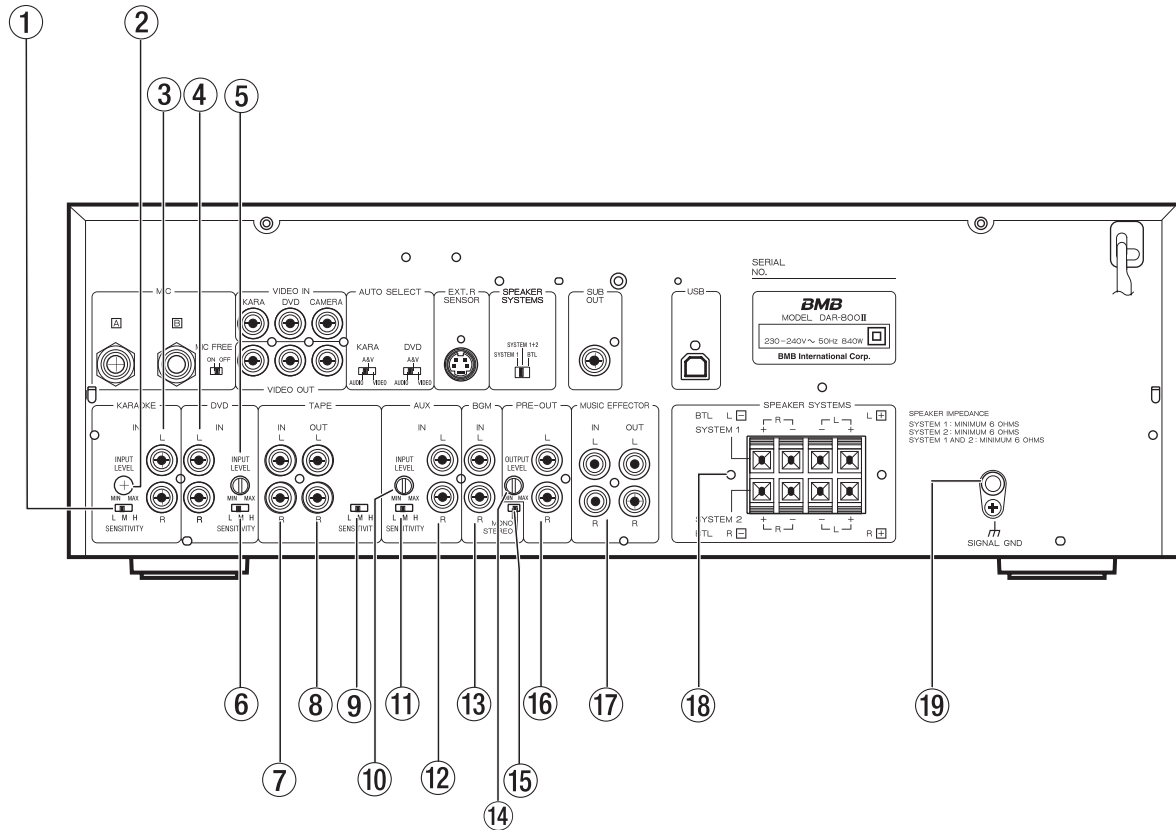 ① ② ③ ④ ⑤
SERIAL
NO.
BMB
MODEL DAR-800II
230-240V~ 50Hz 840W
BMB International Corp.
MIC
A B
MIC FREE
ON OFF
VIDEO IN
KARA DVD CAMERA
VIDEO OUT
AUTO SELECT
KARA DVD
A&V A&V
AUDIO VIDEO AUDIO VIDEO
EXT. R
SENSOR
SPEAKER
SYSTEMS
SYSTEM 1+2
SYSTEM 1 BTL
SUB
OUT
USB
KARAOKE
IN
L
INPUT
LEVEL
MIN MAX
L M H
R
SENSITIVITY
DVD
L IN
INPUT
LEVEL
MIN MAX
L M H
R
SENSITIVITY
TAPE
IN OUT
L L
R R
L M H
SENSITIVITY
AUX
IN
L
INPUT
LEVEL
MIN MAX
L M H
R
SENSITIVITY
BGM
IN
L
R
PRE-OUT
L
OUTPUT
LEVEL
MIN MAX
MONO
STEREO
R
MUSIC EFFECTOR
IN OUT
L L
R R
SPEAKER SYSTEMS
BTL L - L +
SYSTEM 1
R L
+ - - +
SYSTEM 2
+ - - +
R L
BTL R - R +
SPEAKER IMPEDANCE
SYSTEM 1: MINIMUM 6 OHMS
SYSTEM 2: MINIMUM 6 OHMS
SYSTEM 1 AND 2: MINIMUM 6 OHMS
SIGNAL GND
⑥ ⑦ ⑧ ⑨ ⑩ ⑪ ⑫ ⑬ ⑭ ⑮ ⑯ ⑰ ⑱ ⑲